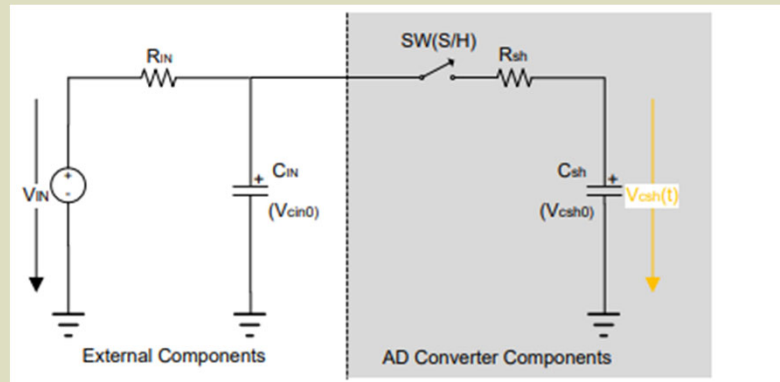 SW(S/H)
RIN
Rsh
+
VIN
+
-
+
CIN
(Vcin0)
Csh
+
(Vcsh0)
Vcsh(t)
External Components
AD Converter Components